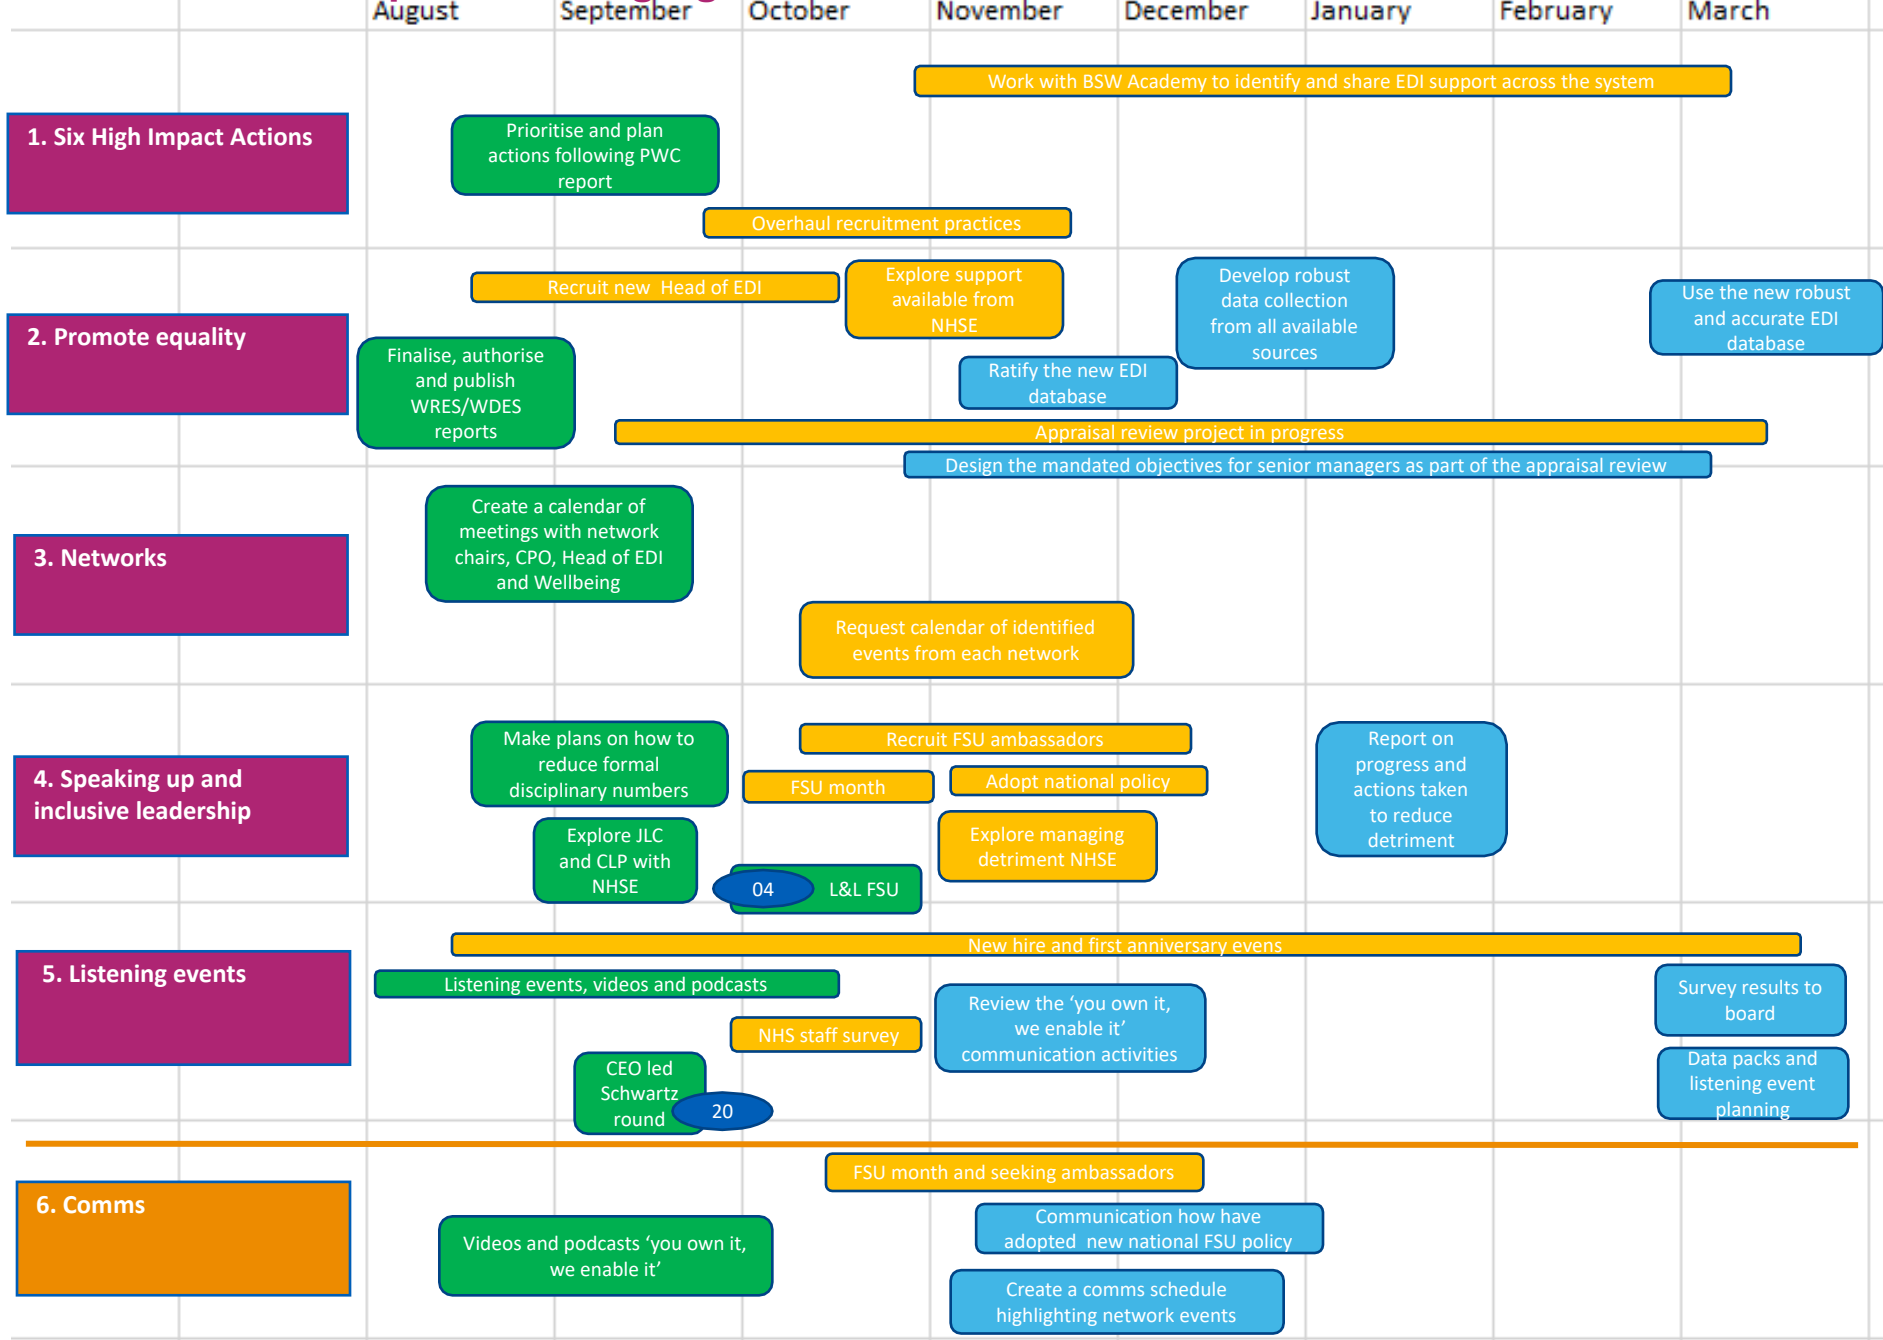 August September October November December January February March
Work with BSW Academy to identify and share EDI support across the system
1. Six High Impact Actions
Prioritise and plan
actions following PWC
report
Overhaul recruitment practices
2. Promote equality
Recruit new Head of EDI
Explore support
available from
NHSE
Develop robust
data collection
from all available
sources
Use the new robust
and accurate EDI
database
Finalise, authorise
and publish
WRES/WDES
reports
Ratify the new EDI
database
Appraisal review project in progress
Design the mandated objectives for senior managers as part of the appraisal review
3. Networks
Create a calendar of
meetings with network
chairs, CPO, Head of EDI
and Wellbeing
Request calendar of identified
events from each network
4. Speaking up and
inclusive leadership
Make plans on how to
reduce formal
disciplinary numbers
Recruit FSU ambassadors
FSU month
Adopt national policy
Report on
progress and
actions taken
to reduce
detriment
Explore JLC
and CLP with
NHSE
Explore managing
detriment NHSE
04
L&L FSU
5. Listening events
New hire and first anniversary evens
Listening events, videos and podcasts
NHS staff survey
Review the ‘you own it,
we enable it’
communication activities
Survey results to
board
CEO led
Schwartz
round
20
Data packs and
listening event
planning
6. Comms
FSU month and seeking ambassadors
Videos and podcasts ‘you own it,
we enable it’
Communication how have
adopted new national FSU policy
Create a comms schedule
highlighting network events